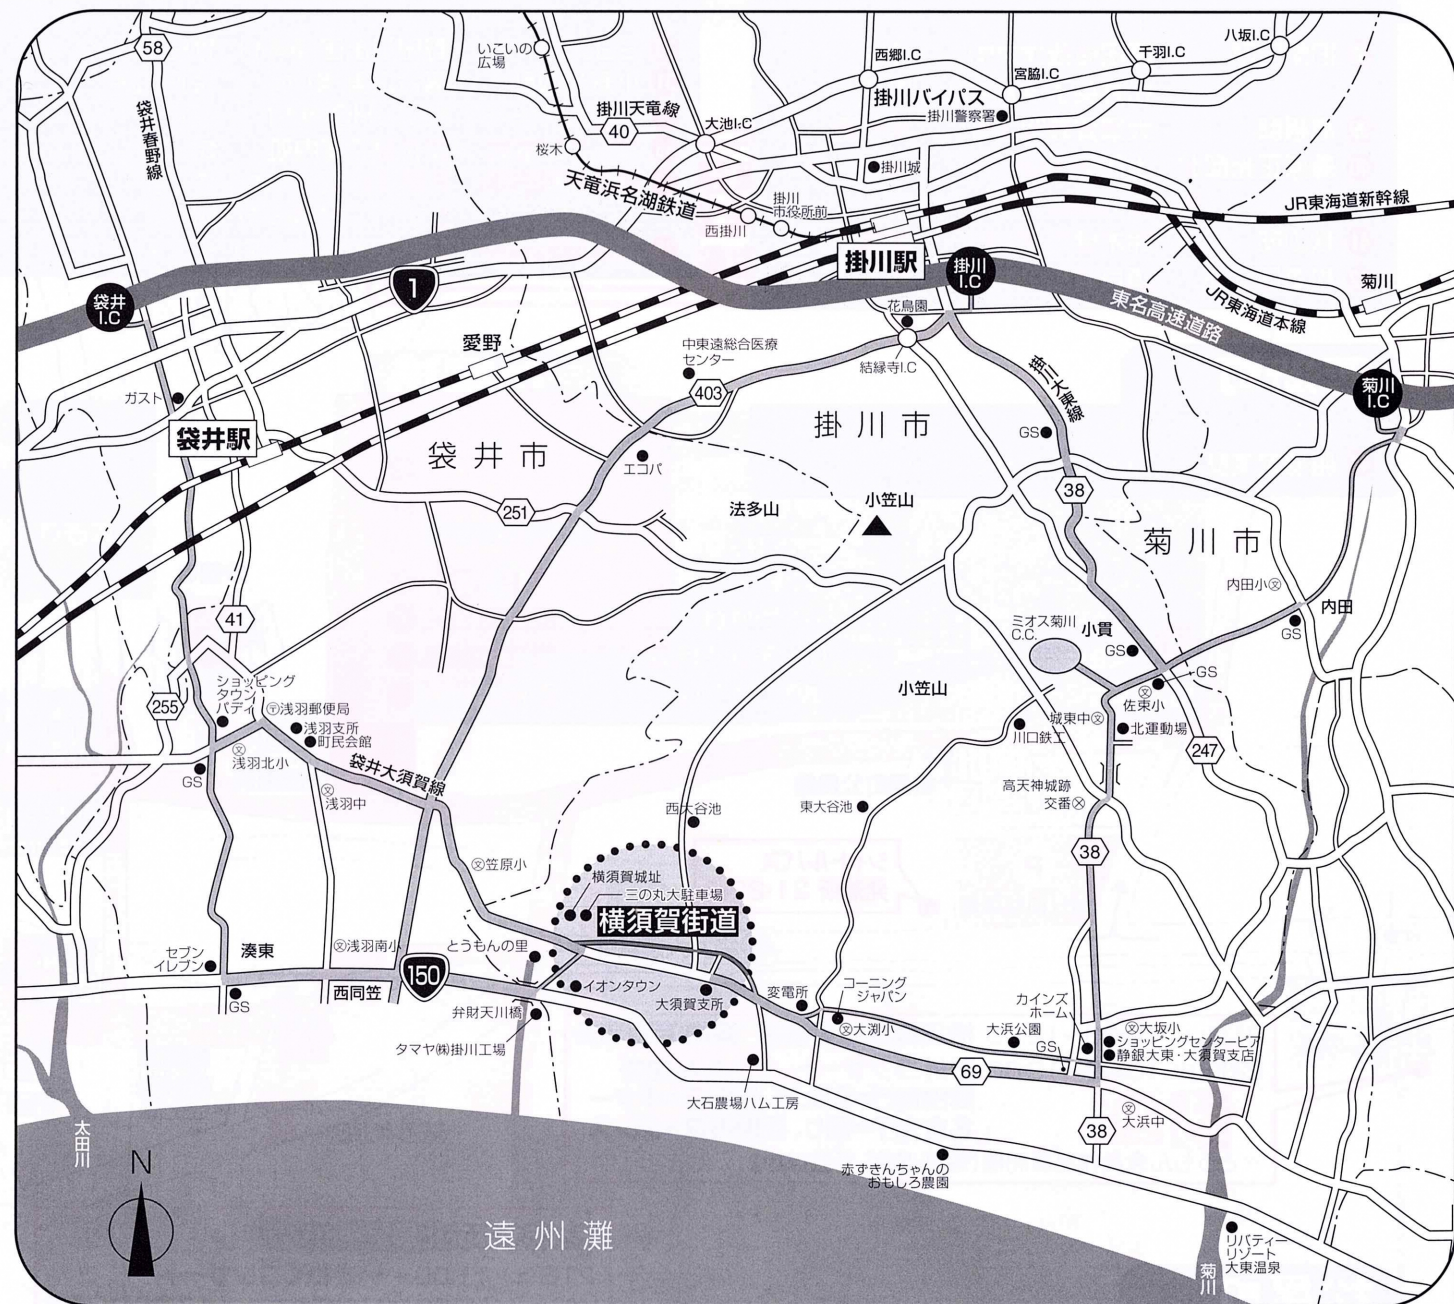 58
袋井春野線
いこいの
広場
桜木
掛川天竜線
40
大池I.C
西郷I.C
掛川バイパス
宮脇I.C
掛川警察署
千羽I.C
八坂I.C
掛川城
天竜浜名湖鉄道
西掛川
掛川
市役所前
JR東海道新幹線
掛川駅
掛川
I.C
菊川
JR東海道本線
東名高速道路
袋井
I.C
1
愛野
花鳥園
結縁寺I.C
中東遠総合医療
センター
403
掛川大東線
菊川
I.C
ガスト
袋井駅
袋井市
掛川市
GS
エコパ
251
法多山
小笠山
38
菊川市
内田小㊛
内田
GS
41
ミオス菊川
C.C.
小貫
GS
GS
佐東小
小笠山
城東中
北運動場
川口鉄工
247
高天神城跡
交番
255
ショッピング
タウン
パディ
浅羽郵便局
浅羽支所
町民会館
浅羽北小
GS
袋井大須賀線
浅羽中
西大谷池
東大谷池
38
笠原小
横須賀城址
三の丸大駐車場
横須賀街道
セブン
イレブン
湊東
浅羽南小
とうもんの里
GS
西同笠
150
イオンタウン
大須賀支所
変電所
コーニング
ジャパン
弁財天川橋
大渕小
大浜公園
カインズ
ホーム
GS
大坂小
ショッピングセンターピア
静銀大東・大須賀支店
タマヤ㈱掛川工場
69
大石農場ハム工房
大浜中
38
太田川
N
赤ずきんちゃんの
おもしろ農園
遠州灘
リバティー
リゾート
大東温泉
菊川